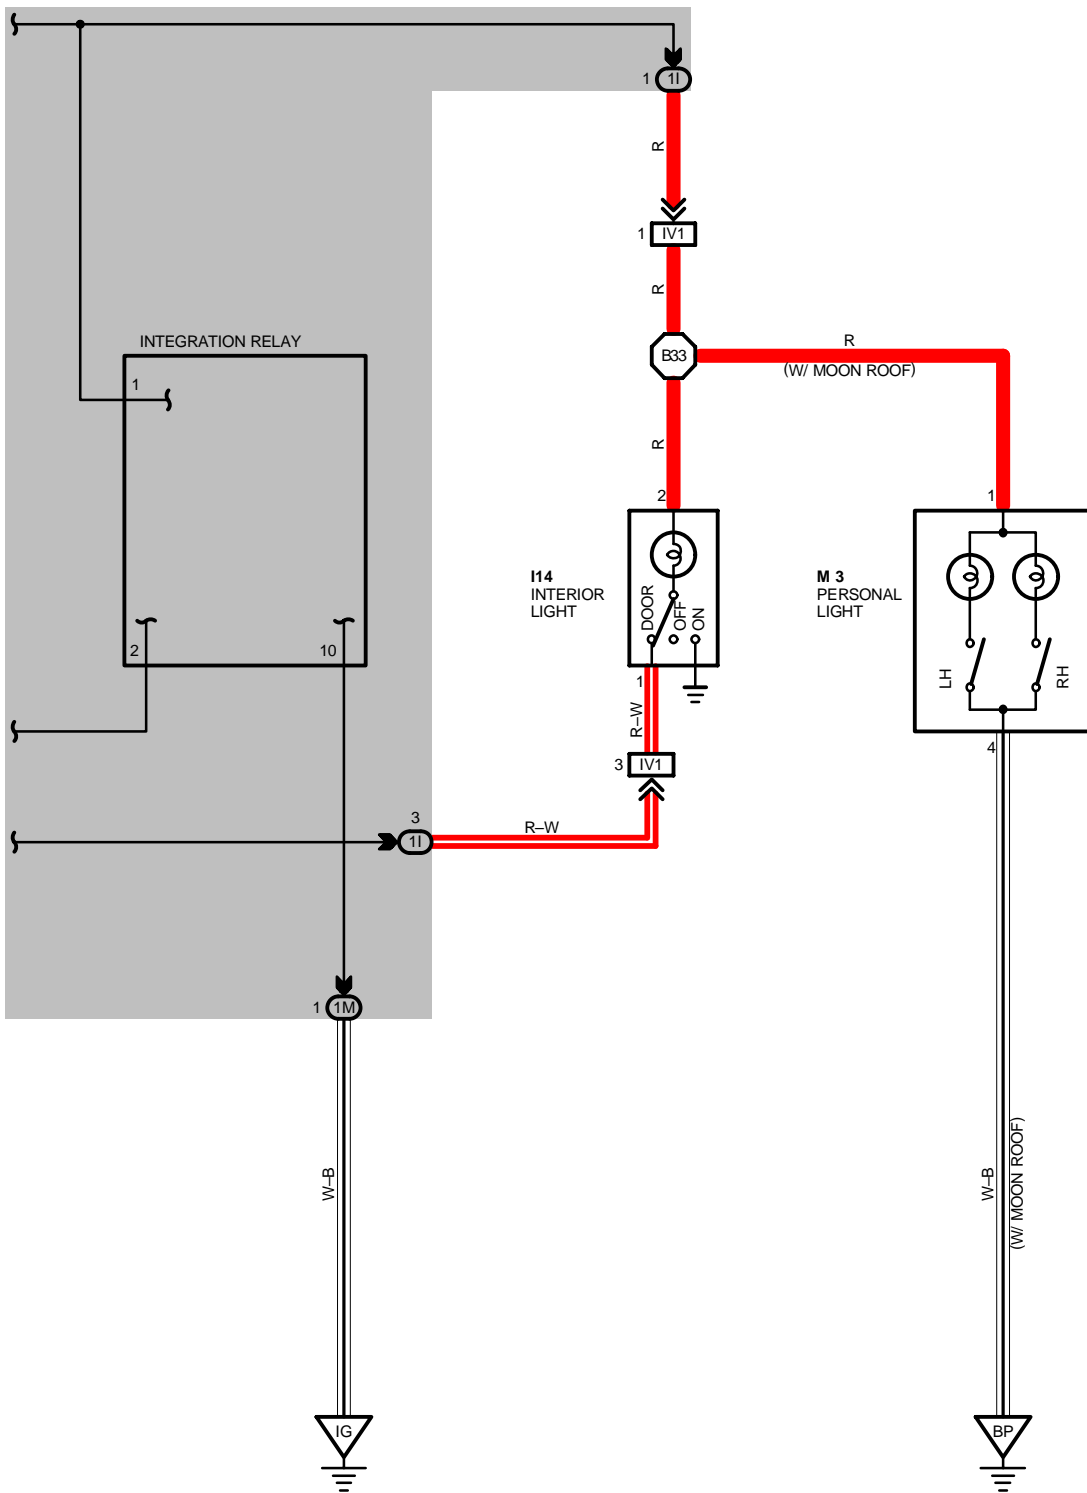 1 1I
R
1 IV1
R
B33
R
(W/ MOON ROOF)
INTEGRATION RELAY
1
R
2
1
I14
INTERIOR
LIGHT
DOOR
OFF
ON
M 3
PERSONAL
LIGHT
LH
RH
2
10
1
R–W
4
3 IV1
3
1I
R–W
1 1M
W–B
W–B
(W/ MOON ROOF)
IG
BP